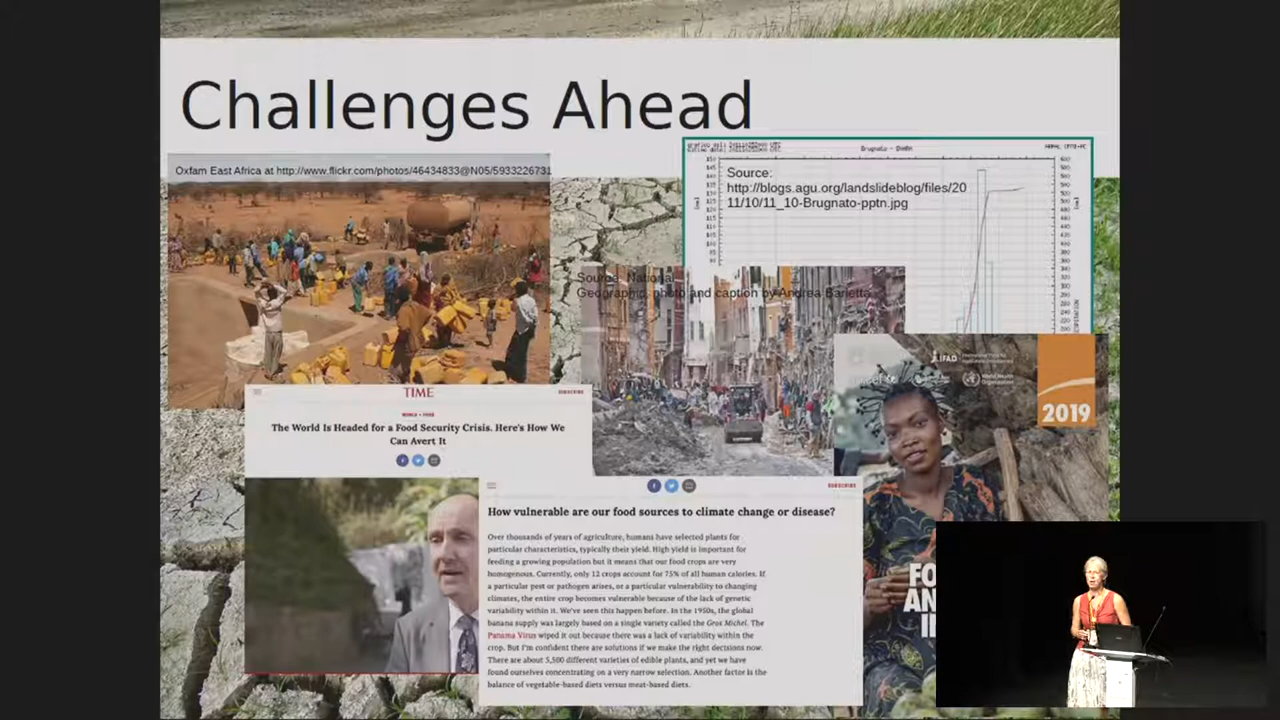 Challenges Ahead
Oxfam East Africa at http://www.flickr.com/photos/46434833@N05/5933226731
Brugnato - SHARA
Source:
http://blogs.agu.org/landslideblog/files/20
11/10/11_10-Brugnato-pptn.jpg
Source: National
Geographic, photo and caption by Andrea Barletta
IFAD
World Health
Organization
2019
TIME
SUBSCRIBE
WORLD • FOOD
The World Is Headed for a Food Security Crisis. Here's How We
Can Avert It
SUBSCRIBE
How vulnerable are our food sources to climate change or disease?
Over thousands of years of agriculture, humans have selected plants for
particular characteristics, typically their yield. High yield is important for
feeding a growing population but it means that our food crops are very
homogenous. Currently, only 12 crops account for 75% of all human calories. If
a particular pest or pathogen arises, or a particular vulnerability to changing
climates, the entire crop becomes vulnerable because of the lack of genetic
variability within it. We've seen this happen before. In the 1950s, the global
banana supply was largely based on a single variety called the Gros Michel. The
Panama Virus wiped it out because there was a lack of variability within the
crop. But I'm confident there are solutions if we make the right decisions now.
There are about 5,500 different varieties of edible plants, and yet we have
found ourselves concentrating on a very narrow selection. Another factor is the
balance of vegetable-based diets versus meat-based diets.
FO
AN
I